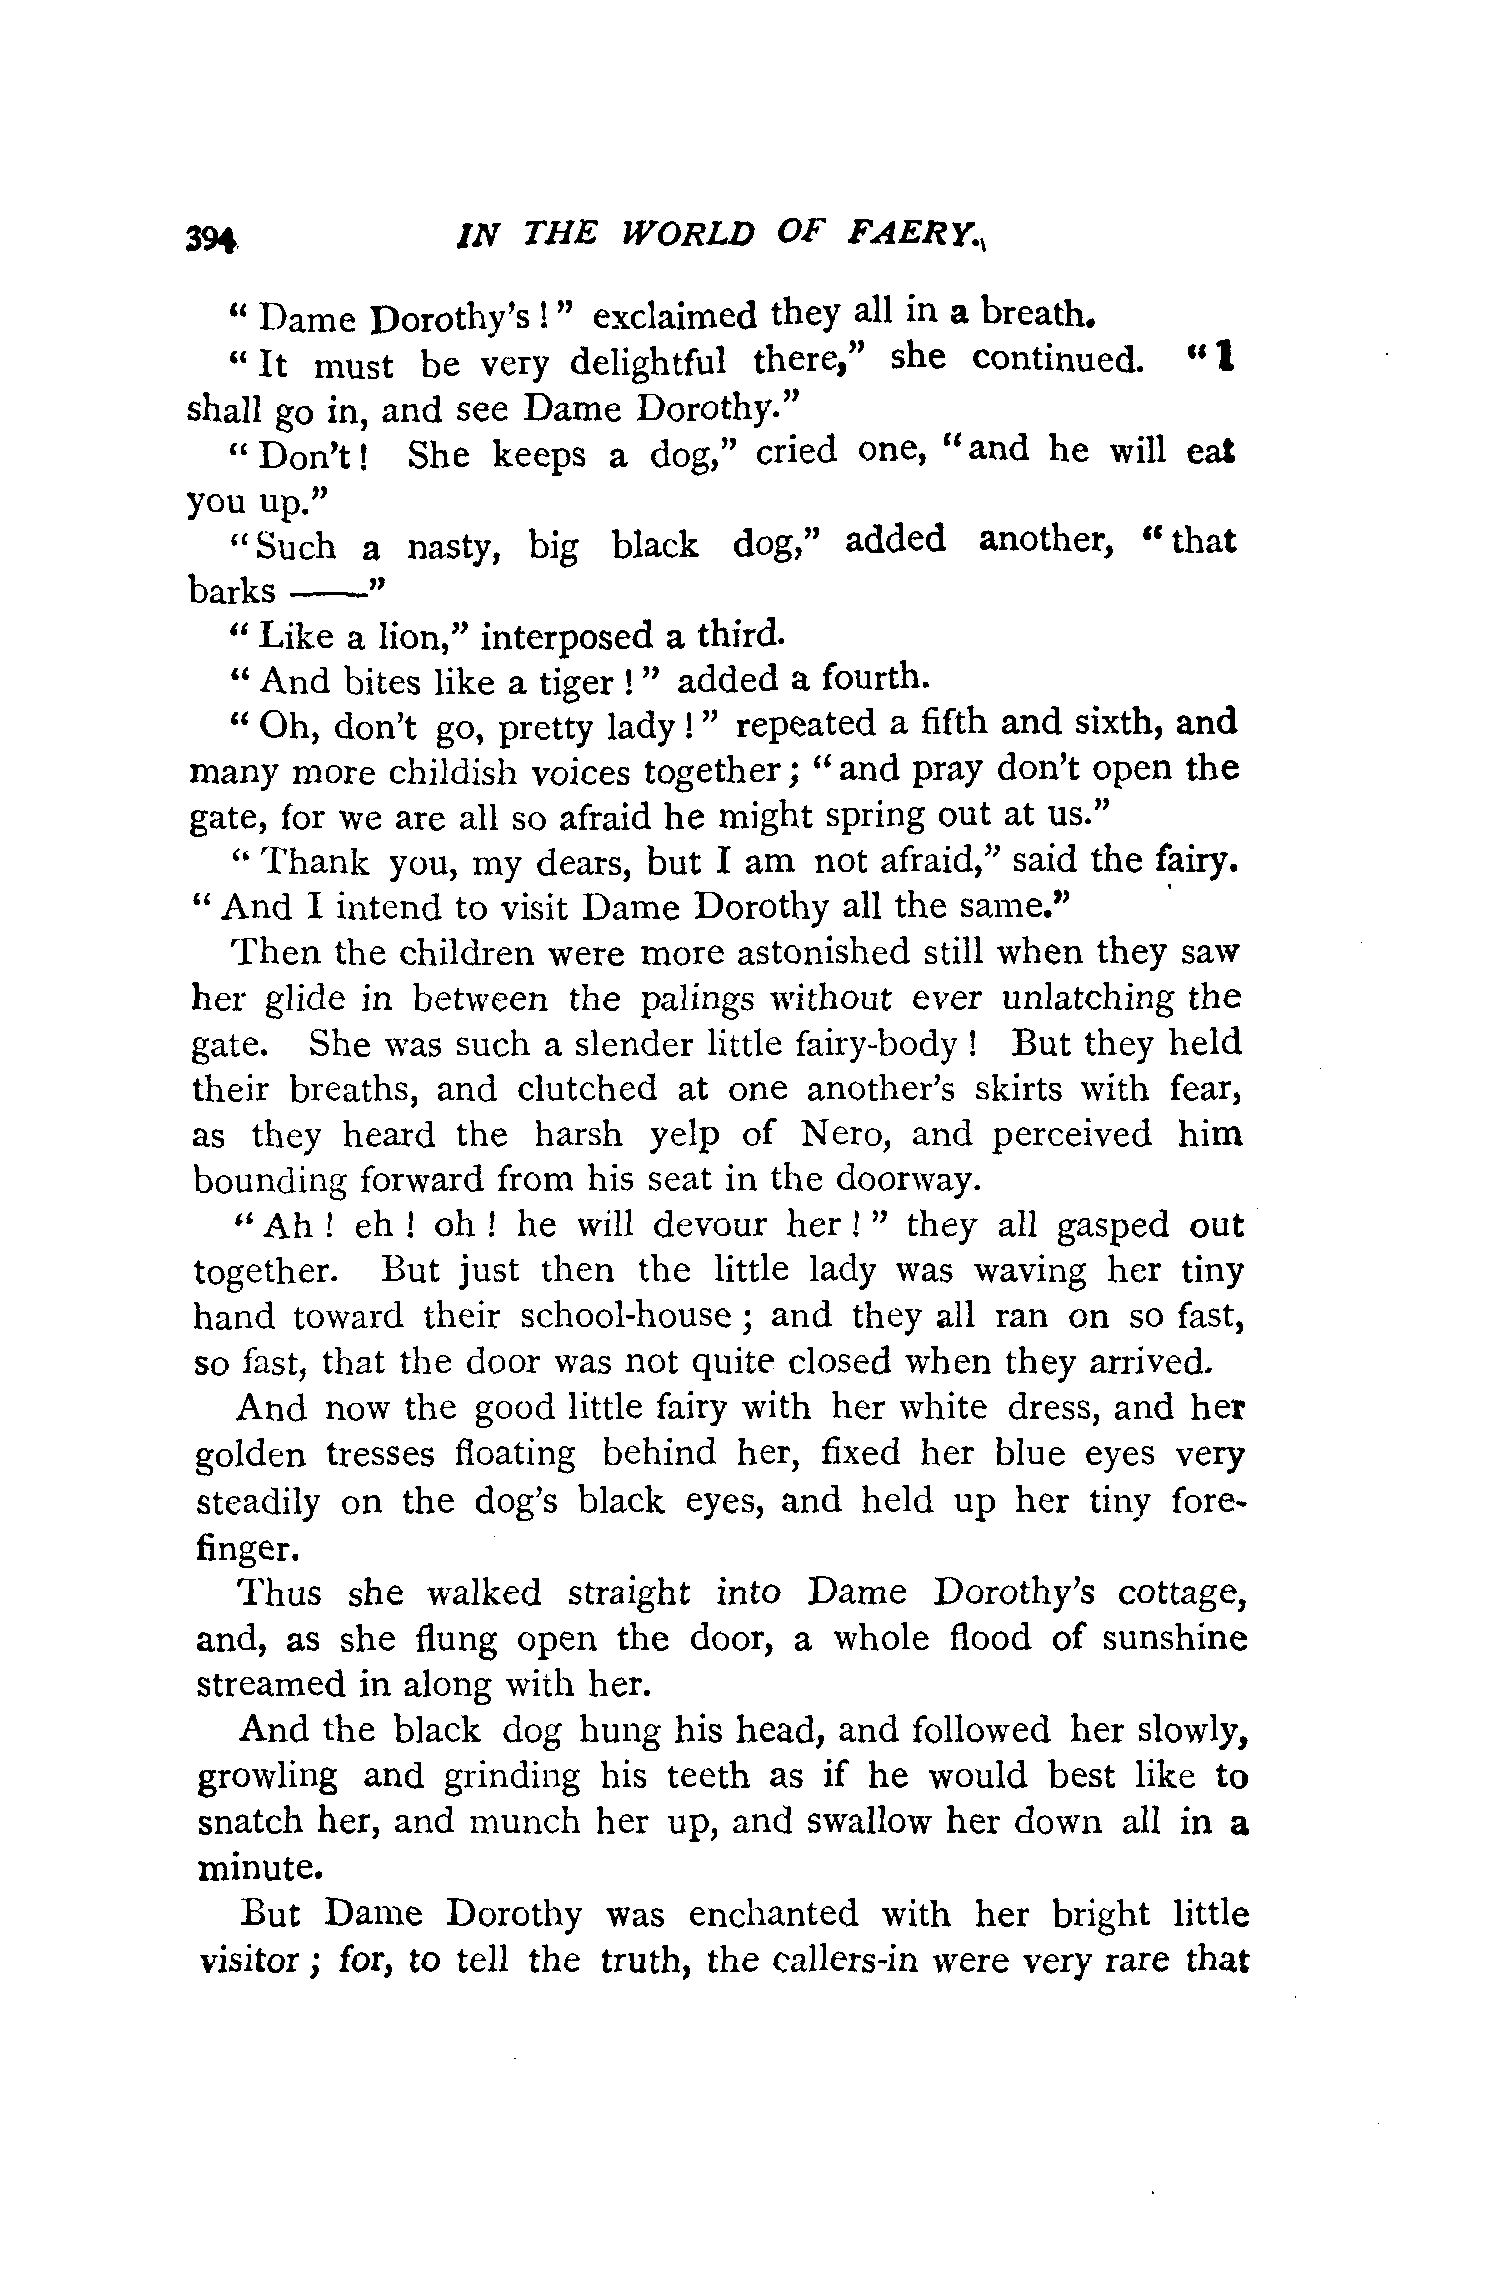 394 IN THE WORLD OF FAERY.
" Dame Dorothy's ! " exclaimed they all in a breath.
" It must be very delightful there," she continued. " I
shall go in, and see Dame Dorothy."
" Don't ! She keeps a dog," cried one, " and he will eat
you up."
" Such a nasty, big black dog," added another, " that
barks ——"
" Like a lion," interposed a third.
" And bites like a tiger ! " added a fourth.
" Oh, don't go, pretty lady ! " repeated a fifth and sixth, and
many more childish voices together ; " and pray don't open the
gate, for we are all so afraid he might spring out at us."
" Thank you, my dears, but I am not afraid," said the fairy.
" And I intend to visit Dame Dorothy all the same."
Then the children were more astonished still when they saw
her glide in between the palings without ever unlatching the
gate. She was such a slender little fairy-body ! But they held
their breaths, and clutched at one another's skirts with fear,
as they heard the harsh yelp of Nero, and perceived him
bounding forward from his seat in the doorway.
" Ah ! eh ! oh ! he will devour her ! " they all gasped out
together. But just then the little lady was waving her tiny
hand toward their school-house ; and they all ran on so fast,
so fast, that the door was not quite closed when they arrived.
And now the good little fairy with her white dress, and her
golden tresses floating behind her, fixed her blue eyes very
steadily on the dog's black eyes, and held up her tiny fore-
finger.
Thus she walked straight into Dame Dorothy's cottage,
and, as she flung open the door, a whole flood of sunshine
streamed in along with her.
And the black dog hung his head, and followed her slowly,
growling and grinding his teeth as if he would best like to
snatch her, and munch her up, and swallow her down all in a
minute.
But Dame Dorothy was enchanted with her bright little
visitor ; for, to tell the truth, the callers-in were very rare that